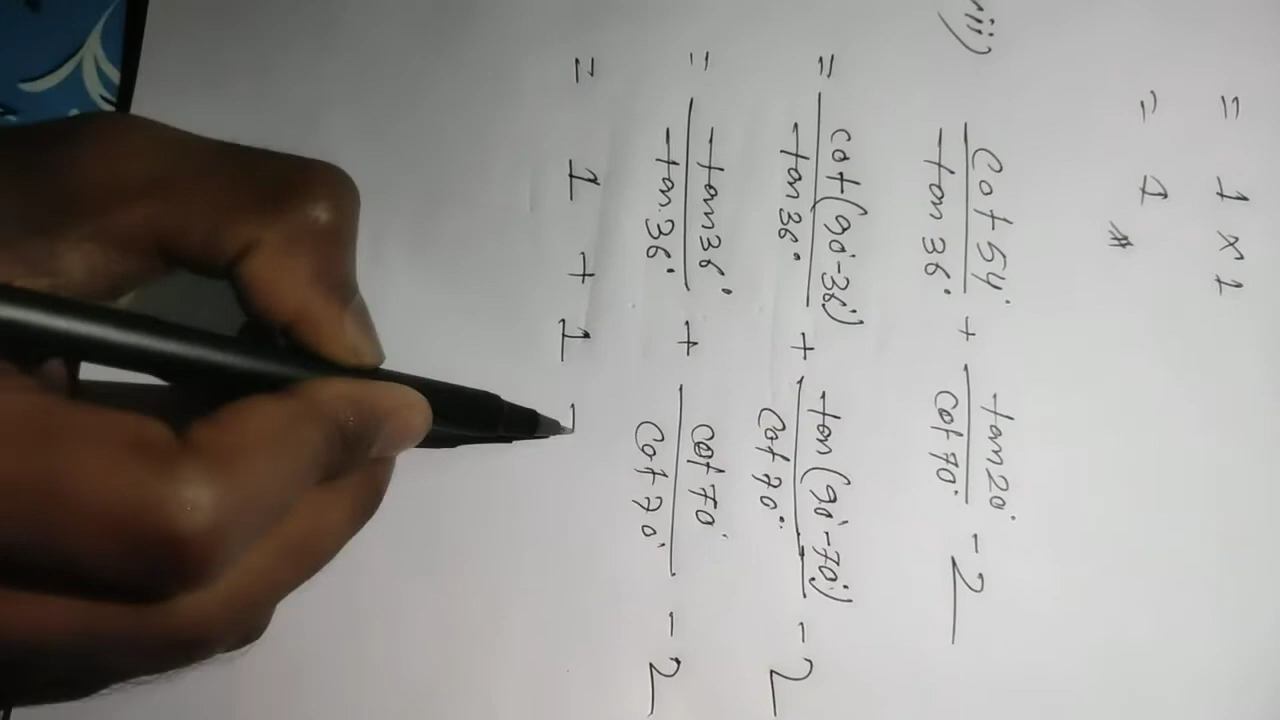 = 1 × 1
= 1 #
vii) Cot 54° / tan 36° + tan 20° / cot 70° - 2
= cot (90° - 36°) / tan 36° + tan (90° - 70°) / Cot 70° - 2
= tan 36° / tan 36° + cot 70° / Cot 70° - 2
= 1 + 1 -